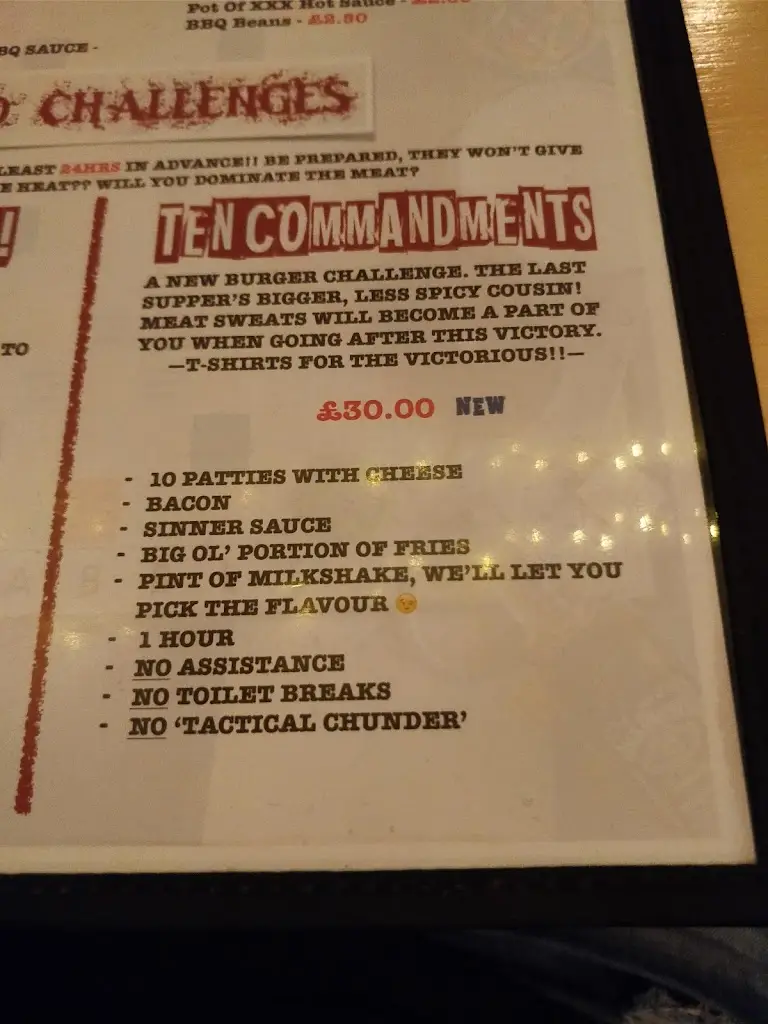 Pot Of XXX Hot Sauce -
BBQ Beans - £2.50
BQ SAUCE -
CHALLENGES
LEAST 24HRS IN ADVANCE!! BE PREPARED, THEY WON'T GIVE
E HEAT?? WILL YOU DOMINATE THE MEAT?
!
TO
TEN COMMANDMENTS
A NEW BURGER CHALLENGE. THE LAST
SUPPER'S BIGGER, LESS SPICY COUSIN!
MEAT SWEATS WILL BECOME A PART OF
YOU WHEN GOING AFTER THIS VICTORY.
—T-SHIRTS FOR THE VICTORIOUS!!—
£30.00 NEW
- 10 PATTIES WITH CHEESE
- BACON
- SINNER SAUCE
- BIG OL' PORTION OF FRIES
- PINT OF MILKSHAKE, WE'LL LET YOU
PICK THE FLAVOUR 😉
- 1 HOUR
- NO ASSISTANCE
- NO TOILET BREAKS
- NO 'TACTICAL CHUNDER'